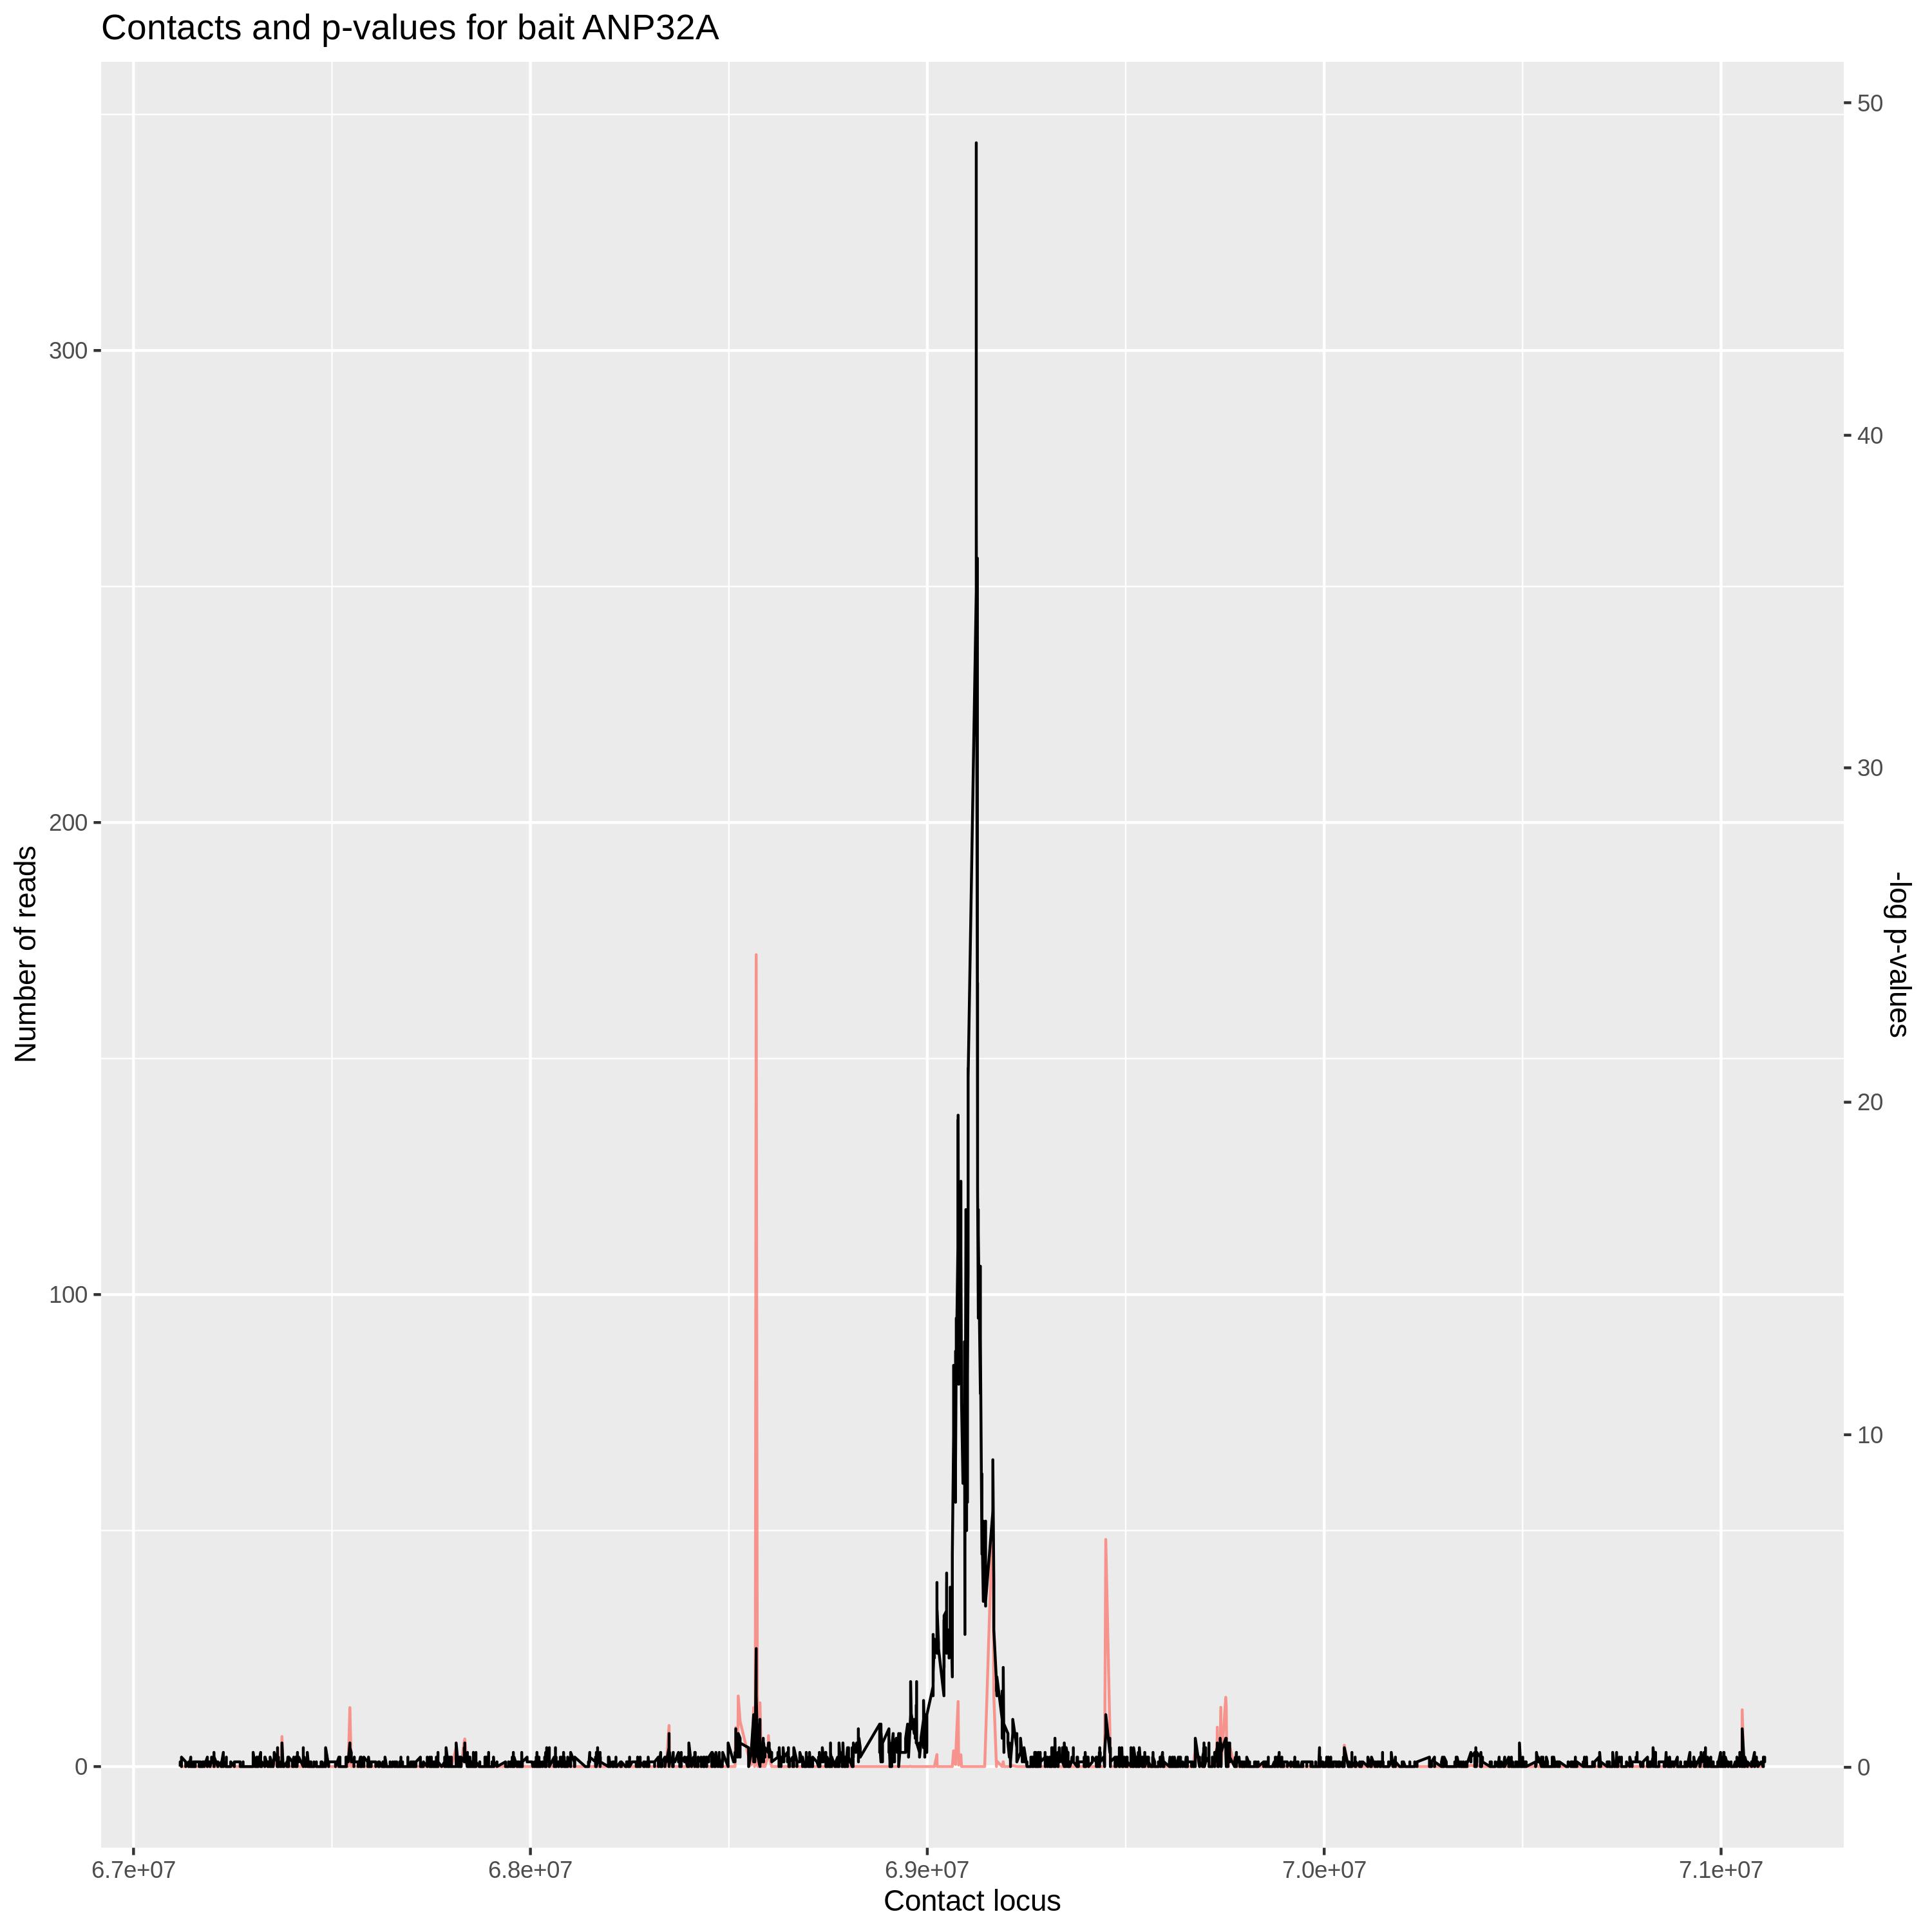 Contacts and p-values for bait ANP32A
300
200
100
0
Number of reads
50
40
30
20
10
0
-log p-values
6.7e+07
6.8e+07
6.9e+07
7.0e+07
7.1e+07
Contact locus